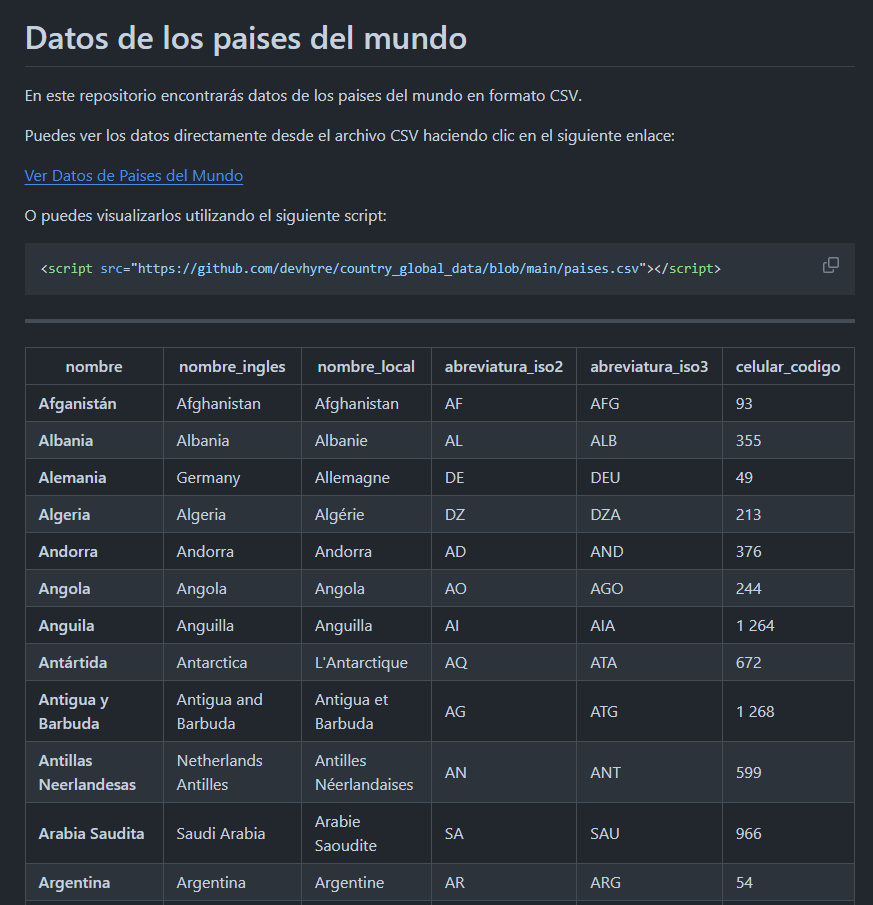 Datos de los paises del mundo
En este repositorio encontrarás datos de los paises del mundo en formato CSV.
Puedes ver los datos directamente desde el archivo CSV haciendo clic en el siguiente enlace:
Ver Datos de Paises del Mundo
O puedes visualizarlos utilizando el siguiente script:
<script src="https://github.com/devhyre/country_global_data/blob/main/paises.csv"></script>
nombre nombre_ingles nombre_local abreviatura_iso2 abreviatura_iso3 celular_codigo
Afganistán Afghanistan Afghanistan AF AFG 93
Albania Albania Albanie AL ALB 355
Alemania Germany Allemagne DE DEU 49
Algeria Algeria Algérie DZ DZA 213
Andorra Andorra Andorra AD AND 376
Angola Angola Angola AO AGO 244
Anguila Anguilla Anguilla AI AIA 1 264
Antártida Antarctica L'Antarctique AQ ATA 672
Antigua y Antigua and Antigua et
Barbuda Barbuda Barbuda AG ATG 1 268
Antillas Netherlands Antilles
Neerlandesas Antilles Néerlandaises AN ANT 599
Arabia Saudita Saudi Arabia Arabie
Saoudite SA SAU 966
Argentina Argentina Argentine AR ARG 54